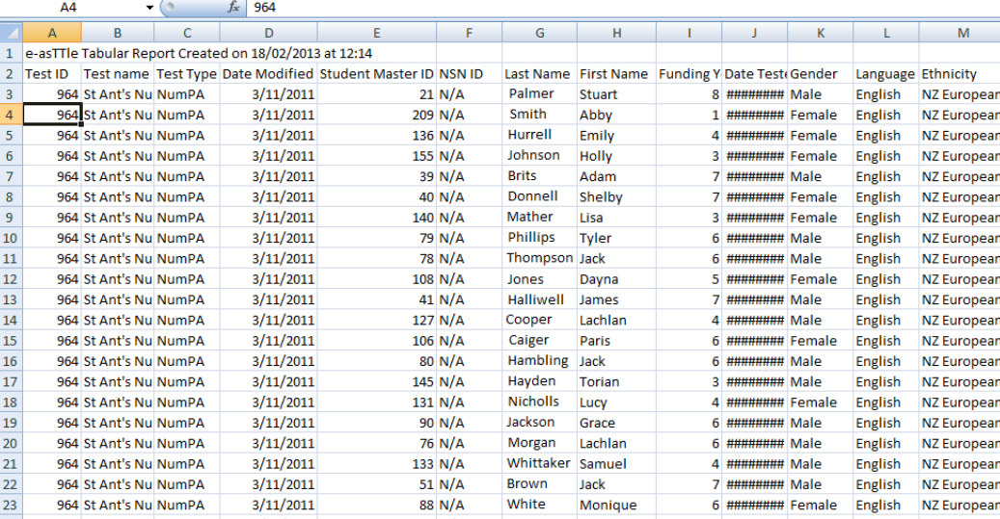 A4 fx 964
A B C D E F G H I J K L M
1 e-asTTle Tabular Report Created on 18/02/2013 at 12:14
2 Test ID Test name Test Type Date Modified Student Master ID NSN ID Last Name First Name Funding Y Date Teste Gender Language Ethnicity
3 964 St Ant's Nu NumPA 3/11/2011 21 N/A Palmer Stuart 8 ######## Male English NZ European
4 964 St Ant's Nu NumPA 3/11/2011 209 N/A Smith Abby 1 ######## Female English NZ European
5 964 St Ant's Nu NumPA 3/11/2011 136 N/A Hurrell Emily 4 ######## Female English NZ European
6 964 St Ant's Nu NumPA 3/11/2011 155 N/A Johnson Holly 3 ######## Female English NZ European
7 964 St Ant's Nu NumPA 3/11/2011 39 N/A Brits Adam 7 ######## Male English NZ European
8 964 St Ant's Nu NumPA 3/11/2011 40 N/A Donnell Shelby 7 ######## Female English NZ European
9 964 St Ant's Nu NumPA 3/11/2011 140 N/A Mather Lisa 3 ######## Female English NZ European
10 964 St Ant's Nu NumPA 3/11/2011 79 N/A Phillips Tyler 6 ######## Male English NZ European
11 964 St Ant's Nu NumPA 3/11/2011 78 N/A Thompson Jack 6 ######## Male English NZ European
12 964 St Ant's Nu NumPA 3/11/2011 108 N/A Jones Dayna 5 ######## Female English NZ European
13 964 St Ant's Nu NumPA 3/11/2011 41 N/A Halliwell James 7 ######## Male English NZ European
14 964 St Ant's Nu NumPA 3/11/2011 127 N/A Cooper Lachlan 4 ######## Male English NZ European
15 964 St Ant's Nu NumPA 3/11/2011 106 N/A Caiger Paris 6 ######## Female English NZ European
16 964 St Ant's Nu NumPA 3/11/2011 80 N/A Hambling Jack 6 ######## Male English NZ European
17 964 St Ant's Nu NumPA 3/11/2011 145 N/A Hayden Torian 3 ######## Male English NZ European
18 964 St Ant's Nu NumPA 3/11/2011 131 N/A Nicholls Lucy 4 ######## Female English NZ European
19 964 St Ant's Nu NumPA 3/11/2011 90 N/A Jackson Grace 6 ######## Male English NZ European
20 964 St Ant's Nu NumPA 3/11/2011 76 N/A Morgan Lachlan 6 ######## Male English NZ European
21 964 St Ant's Nu NumPA 3/11/2011 133 N/A Whittaker Samuel 4 ######## Male English NZ European
22 964 St Ant's Nu NumPA 3/11/2011 51 N/A Brown Jack 7 ######## Male English NZ European
23 964 St Ant's Nu NumPA 3/11/2011 88 N/A White Monique 6 ######## Female English NZ European